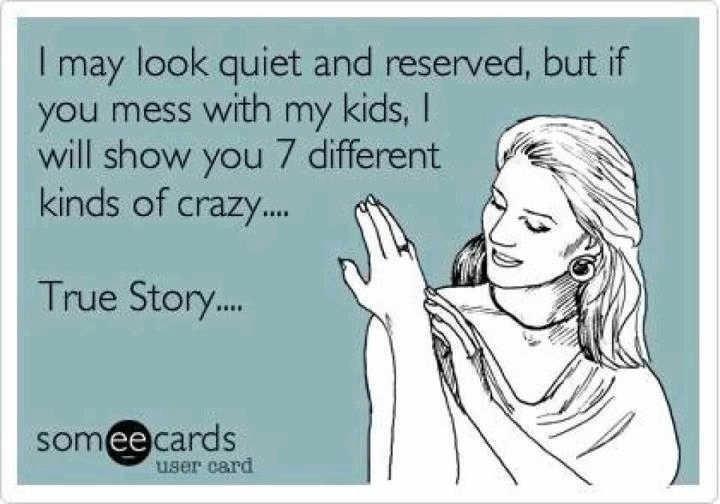 I may look quiet and reserved, but if
you mess with my kids, I
will show you 7 different
kinds of crazy....
True Story....
someecards
user card